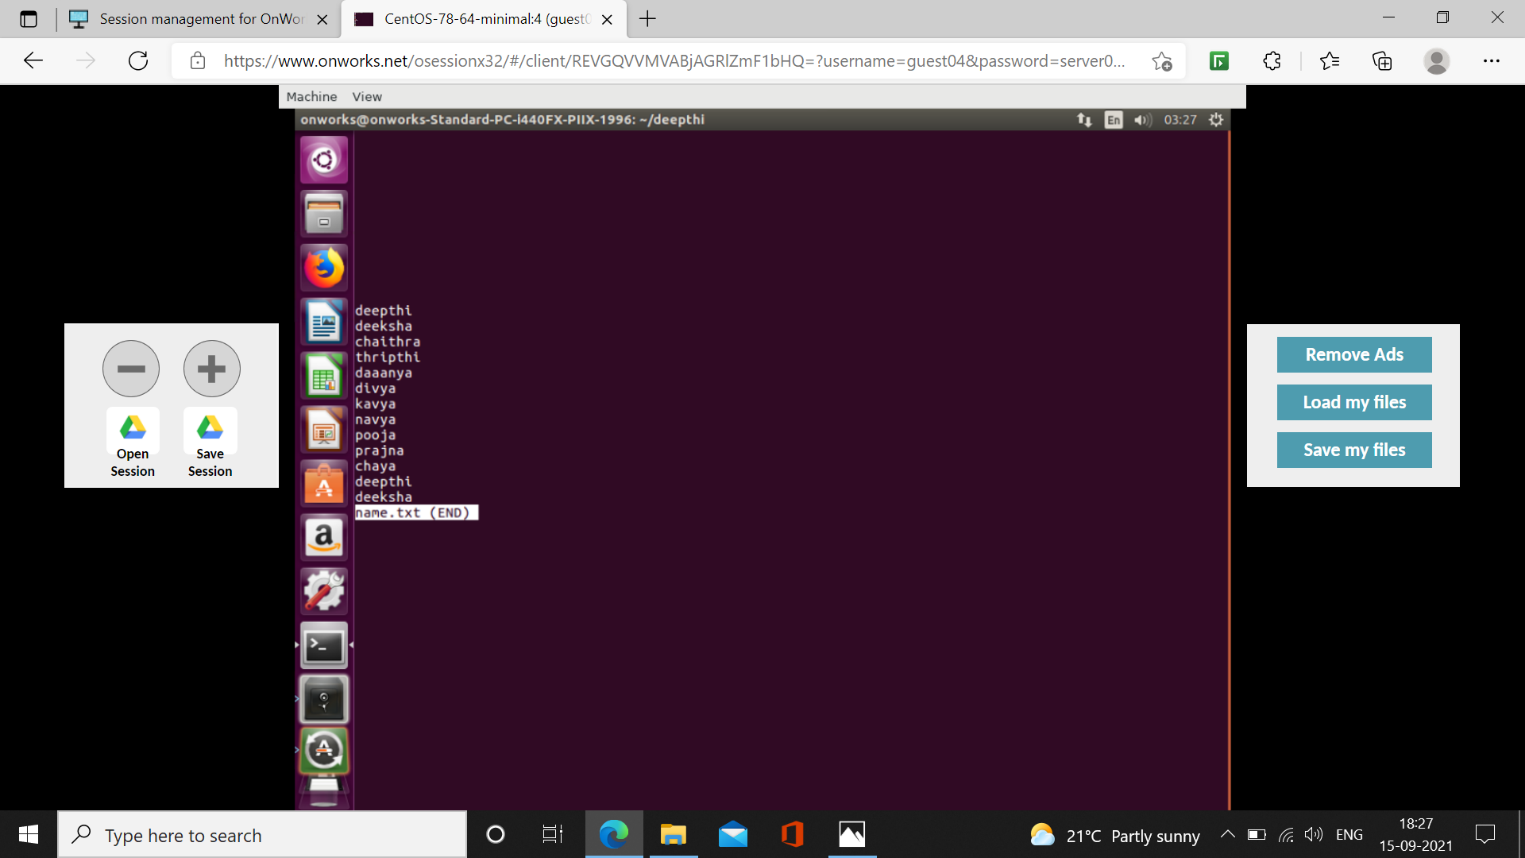 Session management for OnWor
CentOS-78-64-minimal:4 (guest0
https://www.onworks.net/osessionx32/#/client/REVGQVVMVABjAGRlZmF1bHQ=?username=guest04&password=server0...
Machine View
onworks@onworks-Standard-PC-i440FX-PIIX-1996: ~/deepthi
En
03:27
deepthi
deeksha
chaithra
thripthi
daaanya
divya
kavya
navya
pooja
prajna
chaya
deepthi
deeksha
name.txt (END)
Open
Session
Save
Session
Remove Ads
Load my files
Save my files
Type here to search
21°C Partly sunny
ENG
18:27
15-09-2021